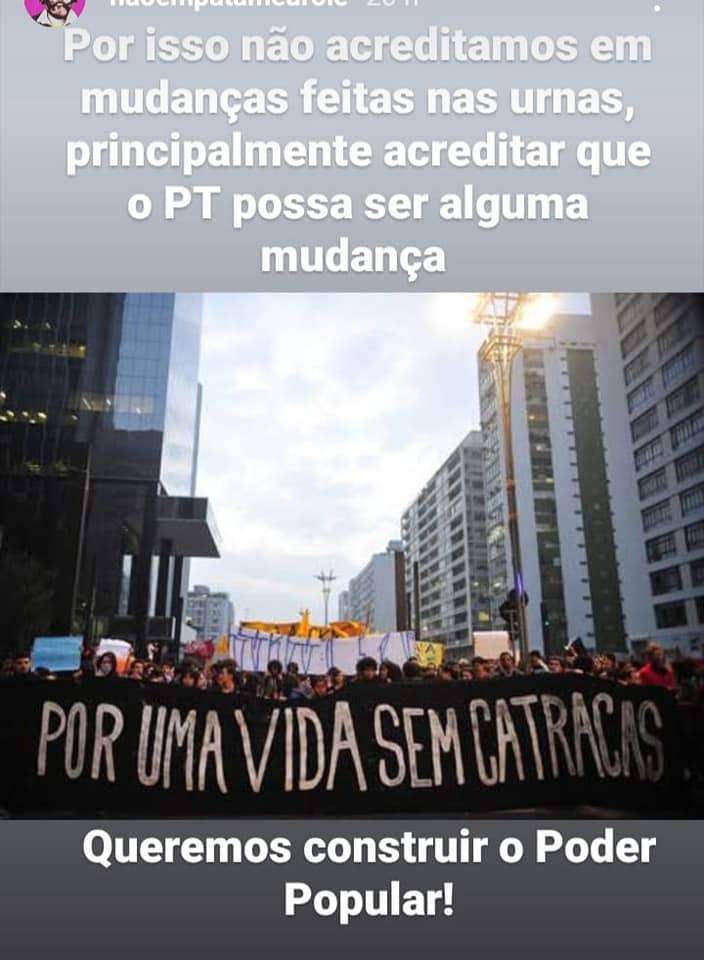 Por isso não acreditamos em
mudanças feitas nas urnas,
principalmente acreditar que
o PT possa ser alguma
mudança
POR UMA VIDA SEM CATRACAS
Queremos construir o Poder
Popular!